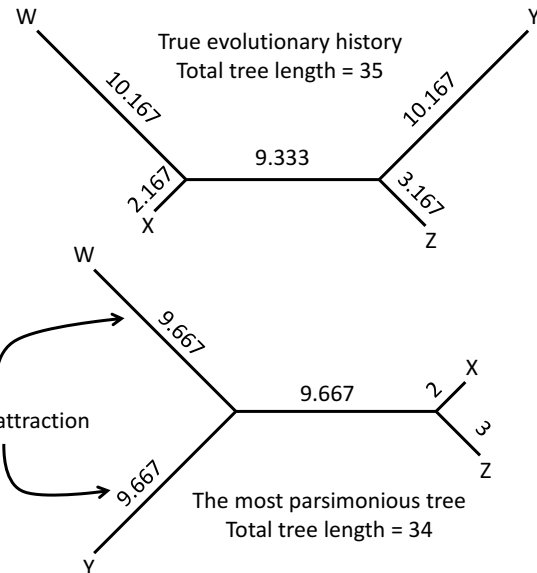 W
Y
True evolutionary history
Total tree length = 35
10.167
10.167
9.333
2.167
3.167
X
Z
W
9.667
9.667
2
X
3
attraction
Z
9.667
The most parsimonious tree
Total tree length = 34
Y